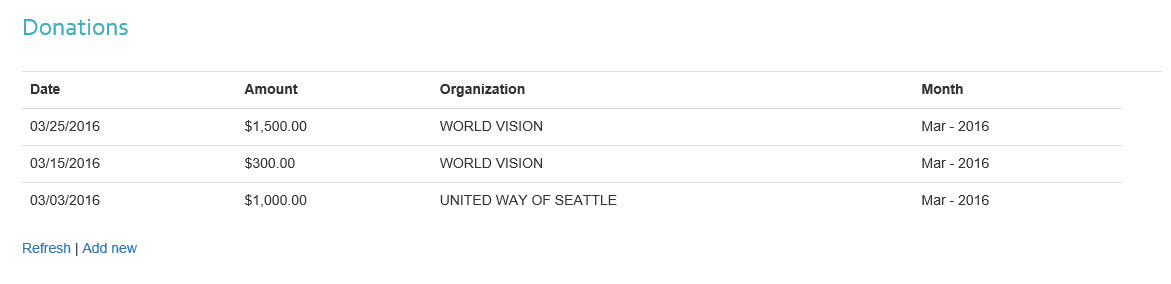 Donations
Date Amount Organization Month
03/25/2016 $1,500.00 WORLD VISION Mar - 2016
03/15/2016 $300.00 WORLD VISION Mar - 2016
03/03/2016 $1,000.00 UNITED WAY OF SEATTLE Mar - 2016
Refresh | Add new